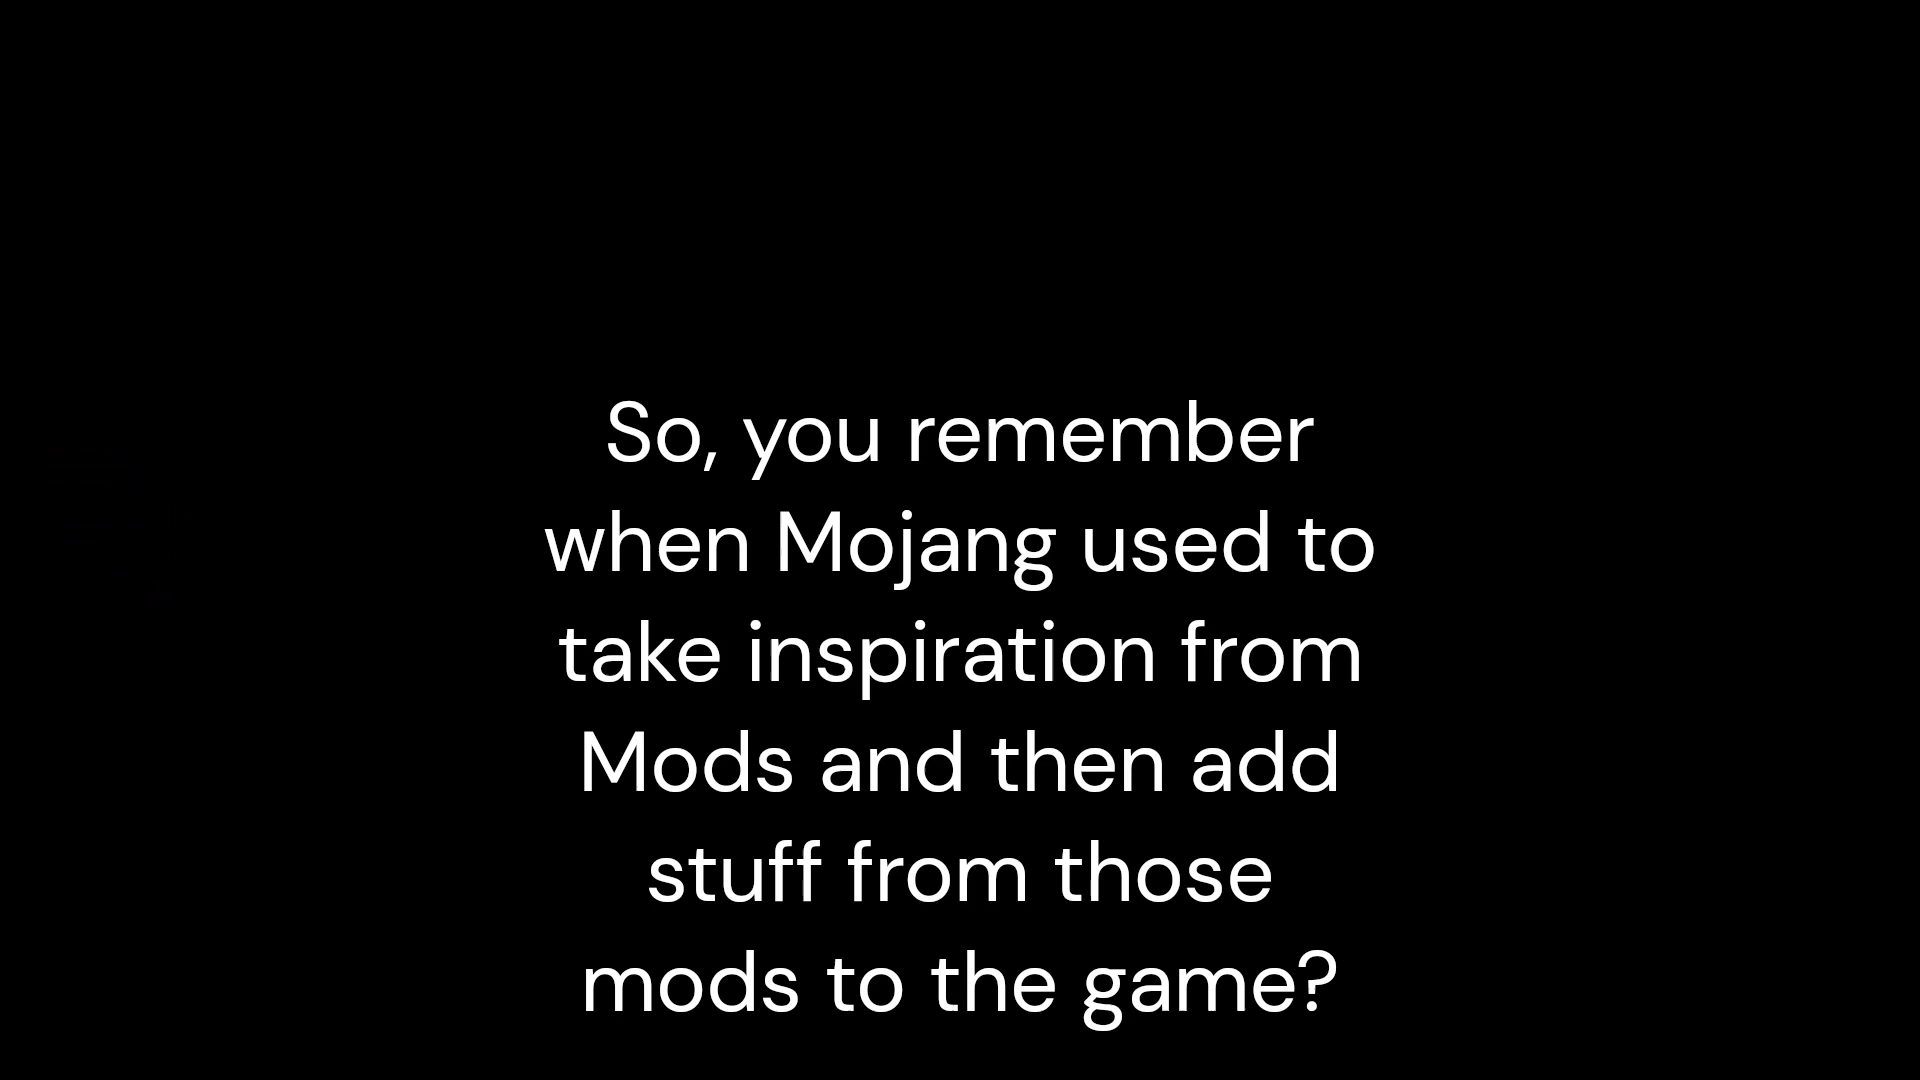 So, you remember
when Mojang used to
take inspiration from
Mods and then add
stuff from those
mods to the game?